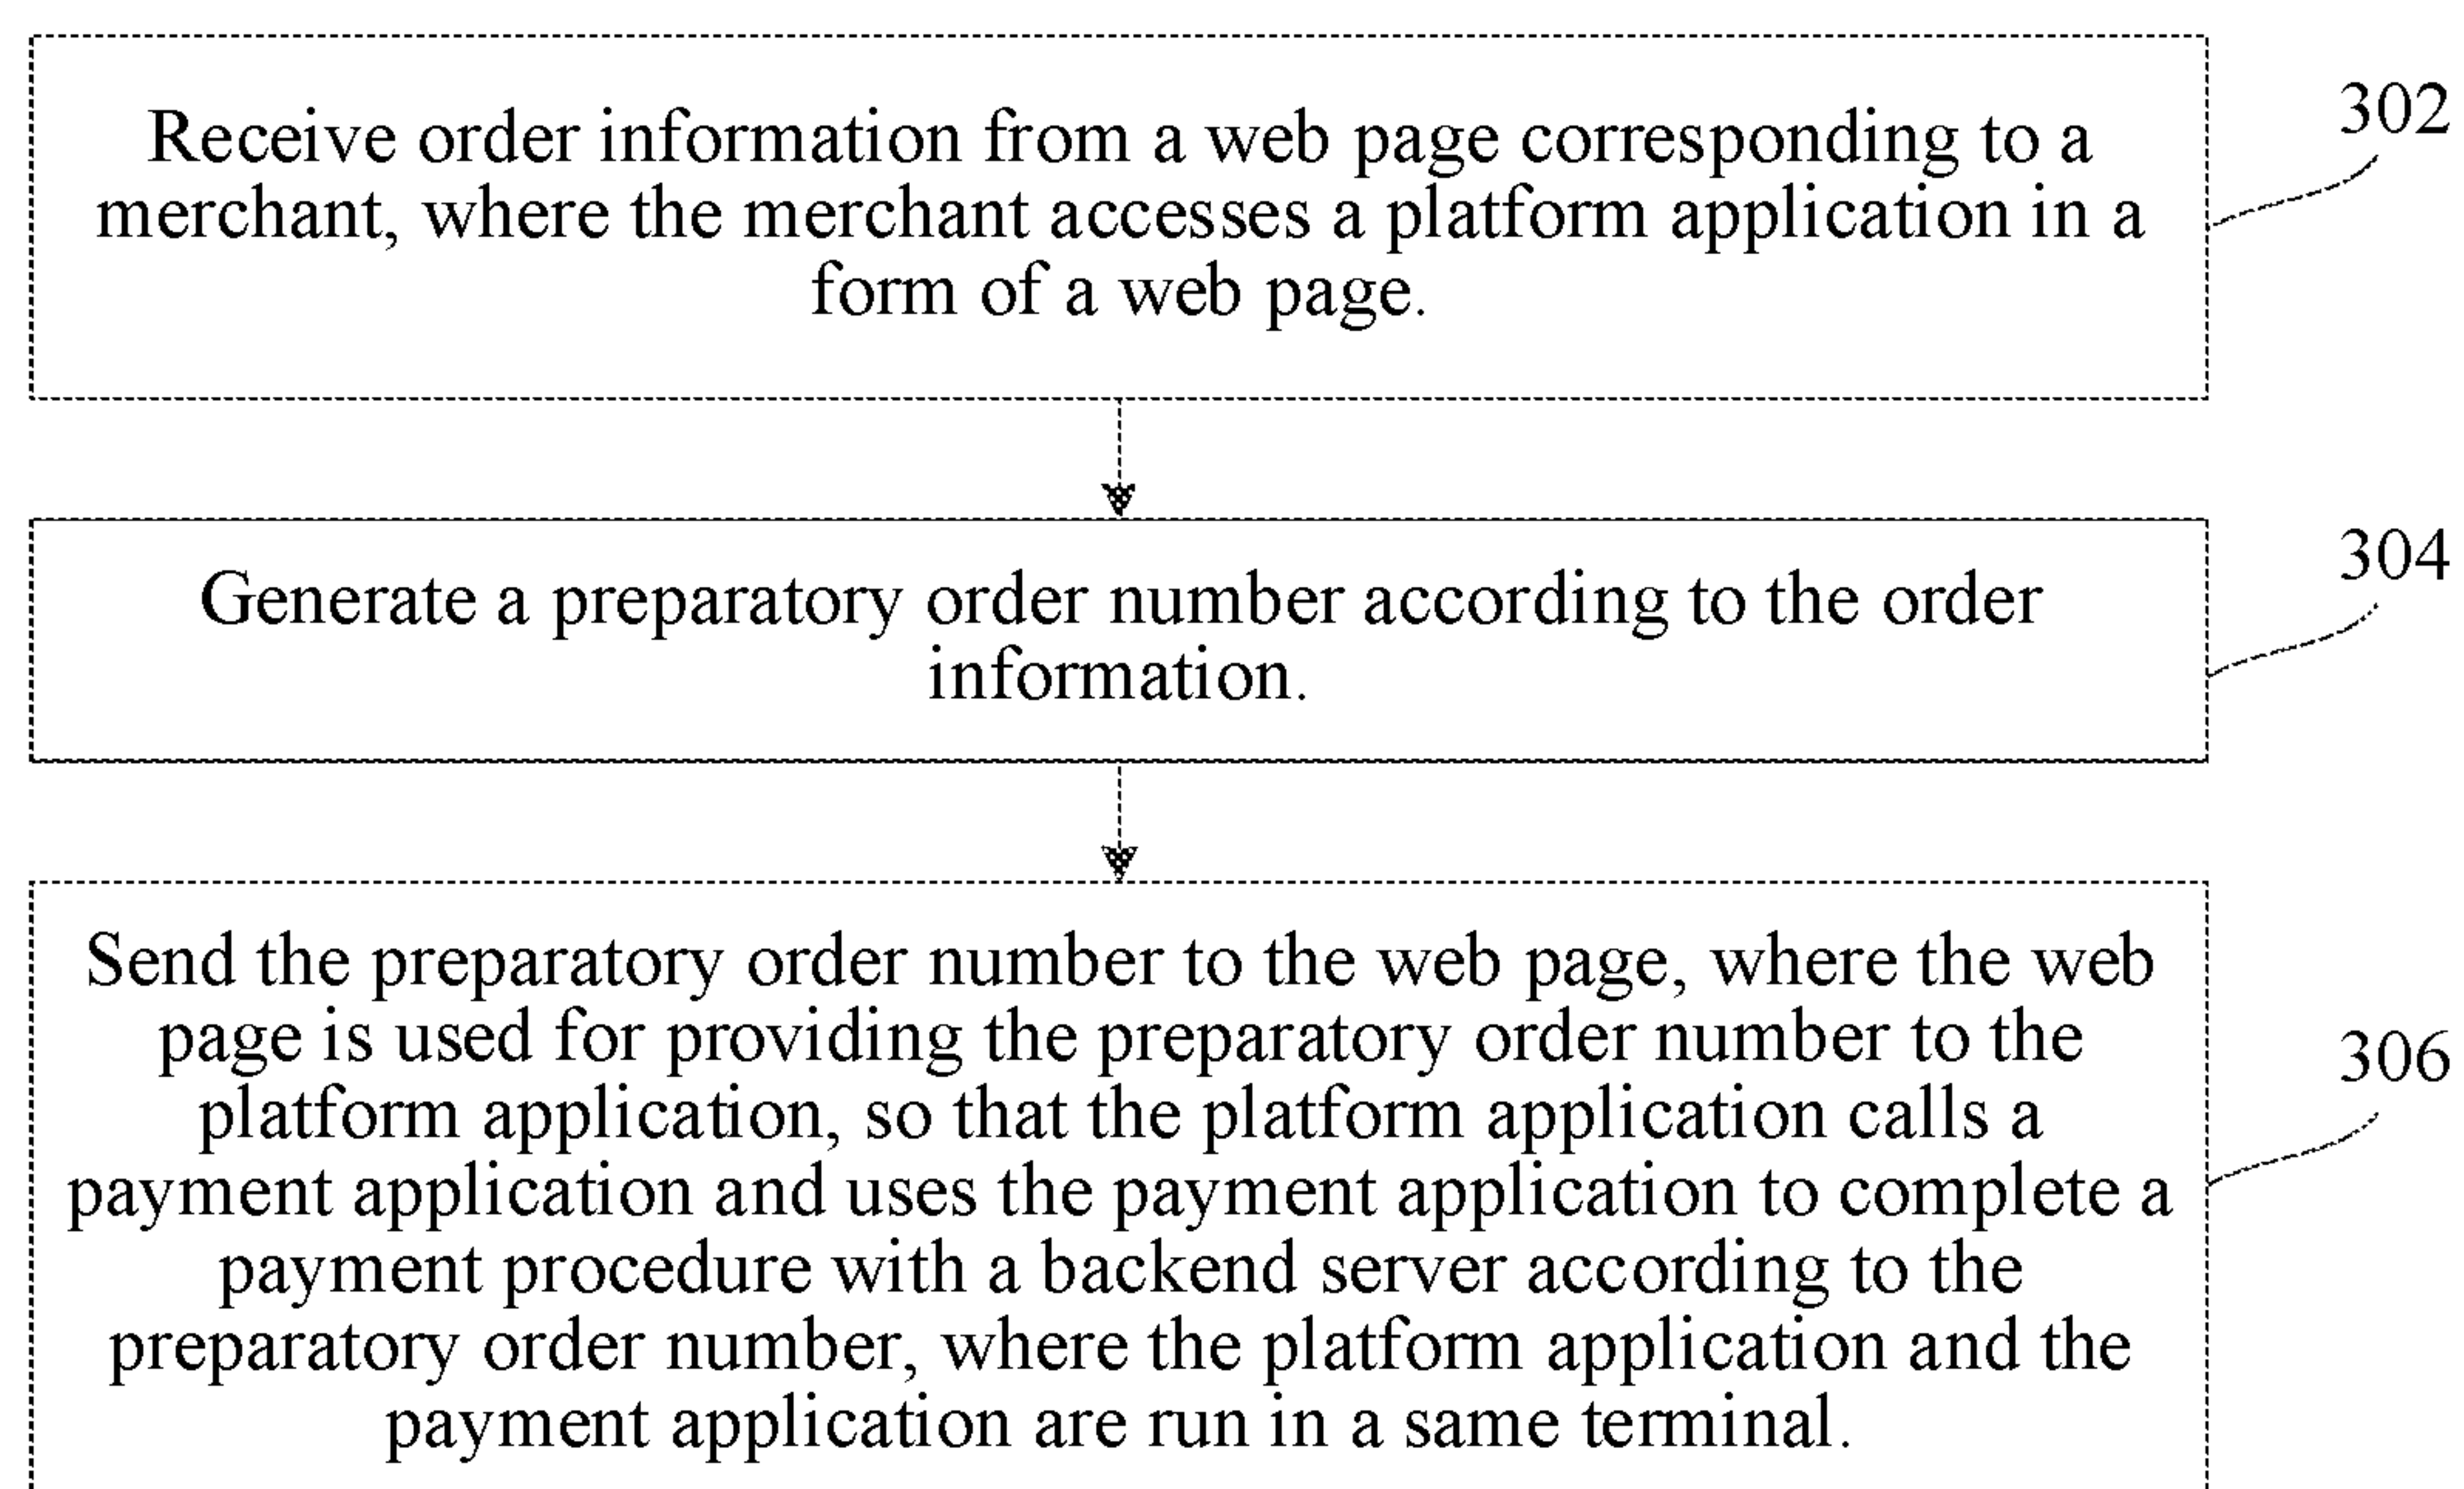 Receive order information from a web page corresponding to a
merchant, where the merchant accesses a platform application in a
form of a web page.
302
Generate a preparatory order number according to the order
information.
304
Send the preparatory order number to the web page, where the web
page is used for providing the preparatory order number to the
platform application, so that the platform application calls a
payment application and uses the payment application to complete a
payment procedure with a backend server according to the
preparatory order number, where the platform application and the
payment application are run in a same terminal.
306